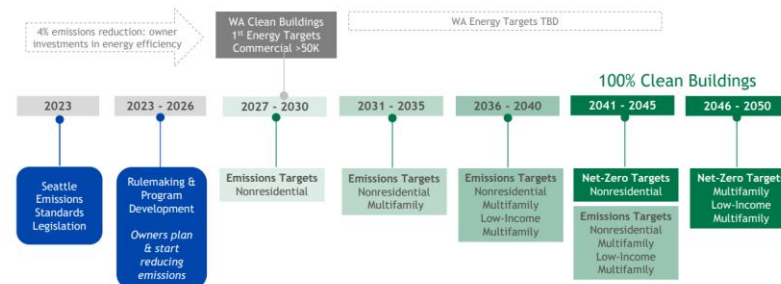 4% emissions reduction: owner
investments in energy efficiency
WA Clean Buildings
1st Energy Targets
Commercial >50K
WA Energy Targets TBD
100% Clean Buildings
2023
2023 - 2026
2027 - 2030
2031 - 2035
2036 - 2040
2041 - 2045
2046 - 2050
Seattle
Emissions
Standards
Legislation
Rulemaking &
Program
Development
Owners plan
& start
reducing
emissions
Emissions Targets
Nonresidential
Emissions Targets
Nonresidential
Multifamily
Emissions Targets
Nonresidential
Multifamily
Low-Income
Multifamily
Net-Zero Targets
Nonresidential
Emissions Targets
Nonresidential
Multifamily
Low-Income
Multifamily
Net-Zero Target
Multifamily
Low-Income
Multifamily